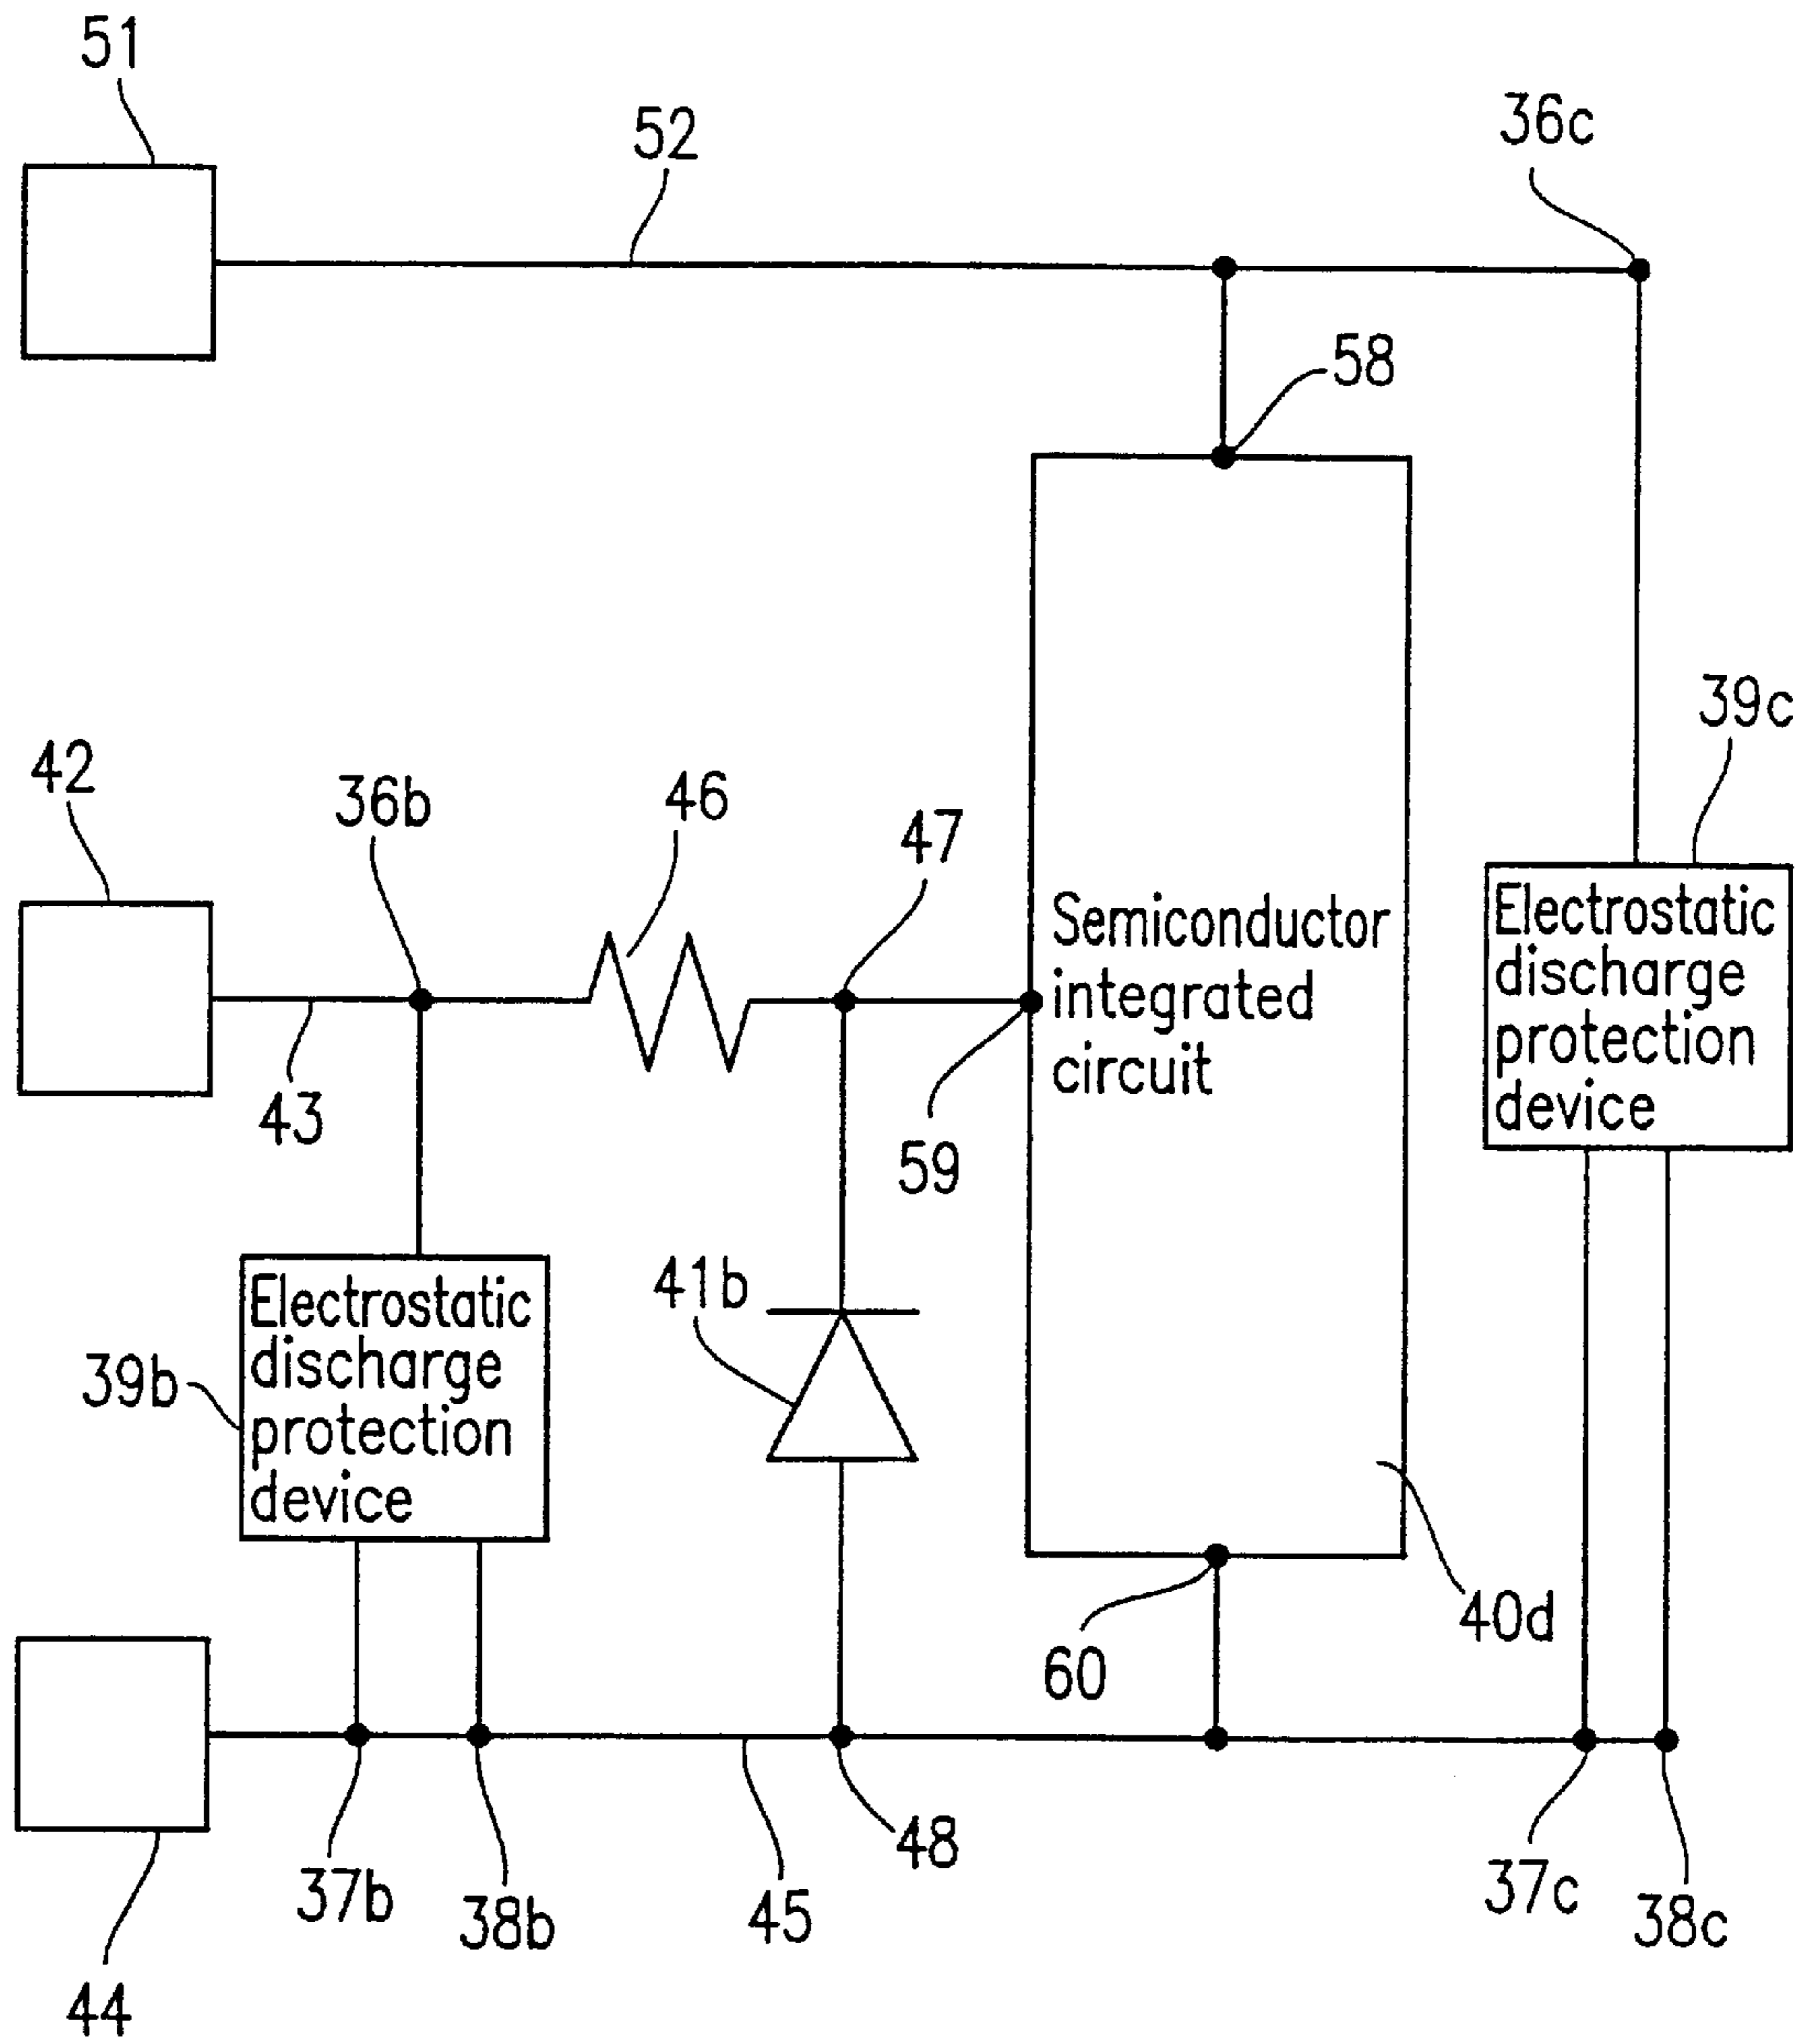 51
52
36c
58
39c
42
36b
46
47
Semiconductor
integrated
circuit
Electrostatic
discharge
protection
device
43
59
41b
Electrostatic
discharge
protection
device
39b
40d
60
48
37b
38b
45
37c
38c
44